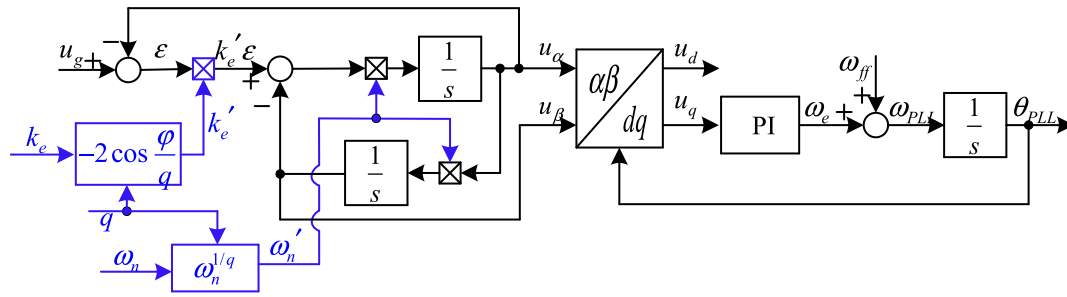 u_g + − ε k_e′ε + −
1/s
u_α
u_β
αβ/dq
u_d
u_q
PI
ω_e + + ω_ff
ω_PLL
1/s
θ_PLL
k_e
k_e′
−2cos φ/q
1/s
q
ω_n
ω_n^{1/q}
ω_n′